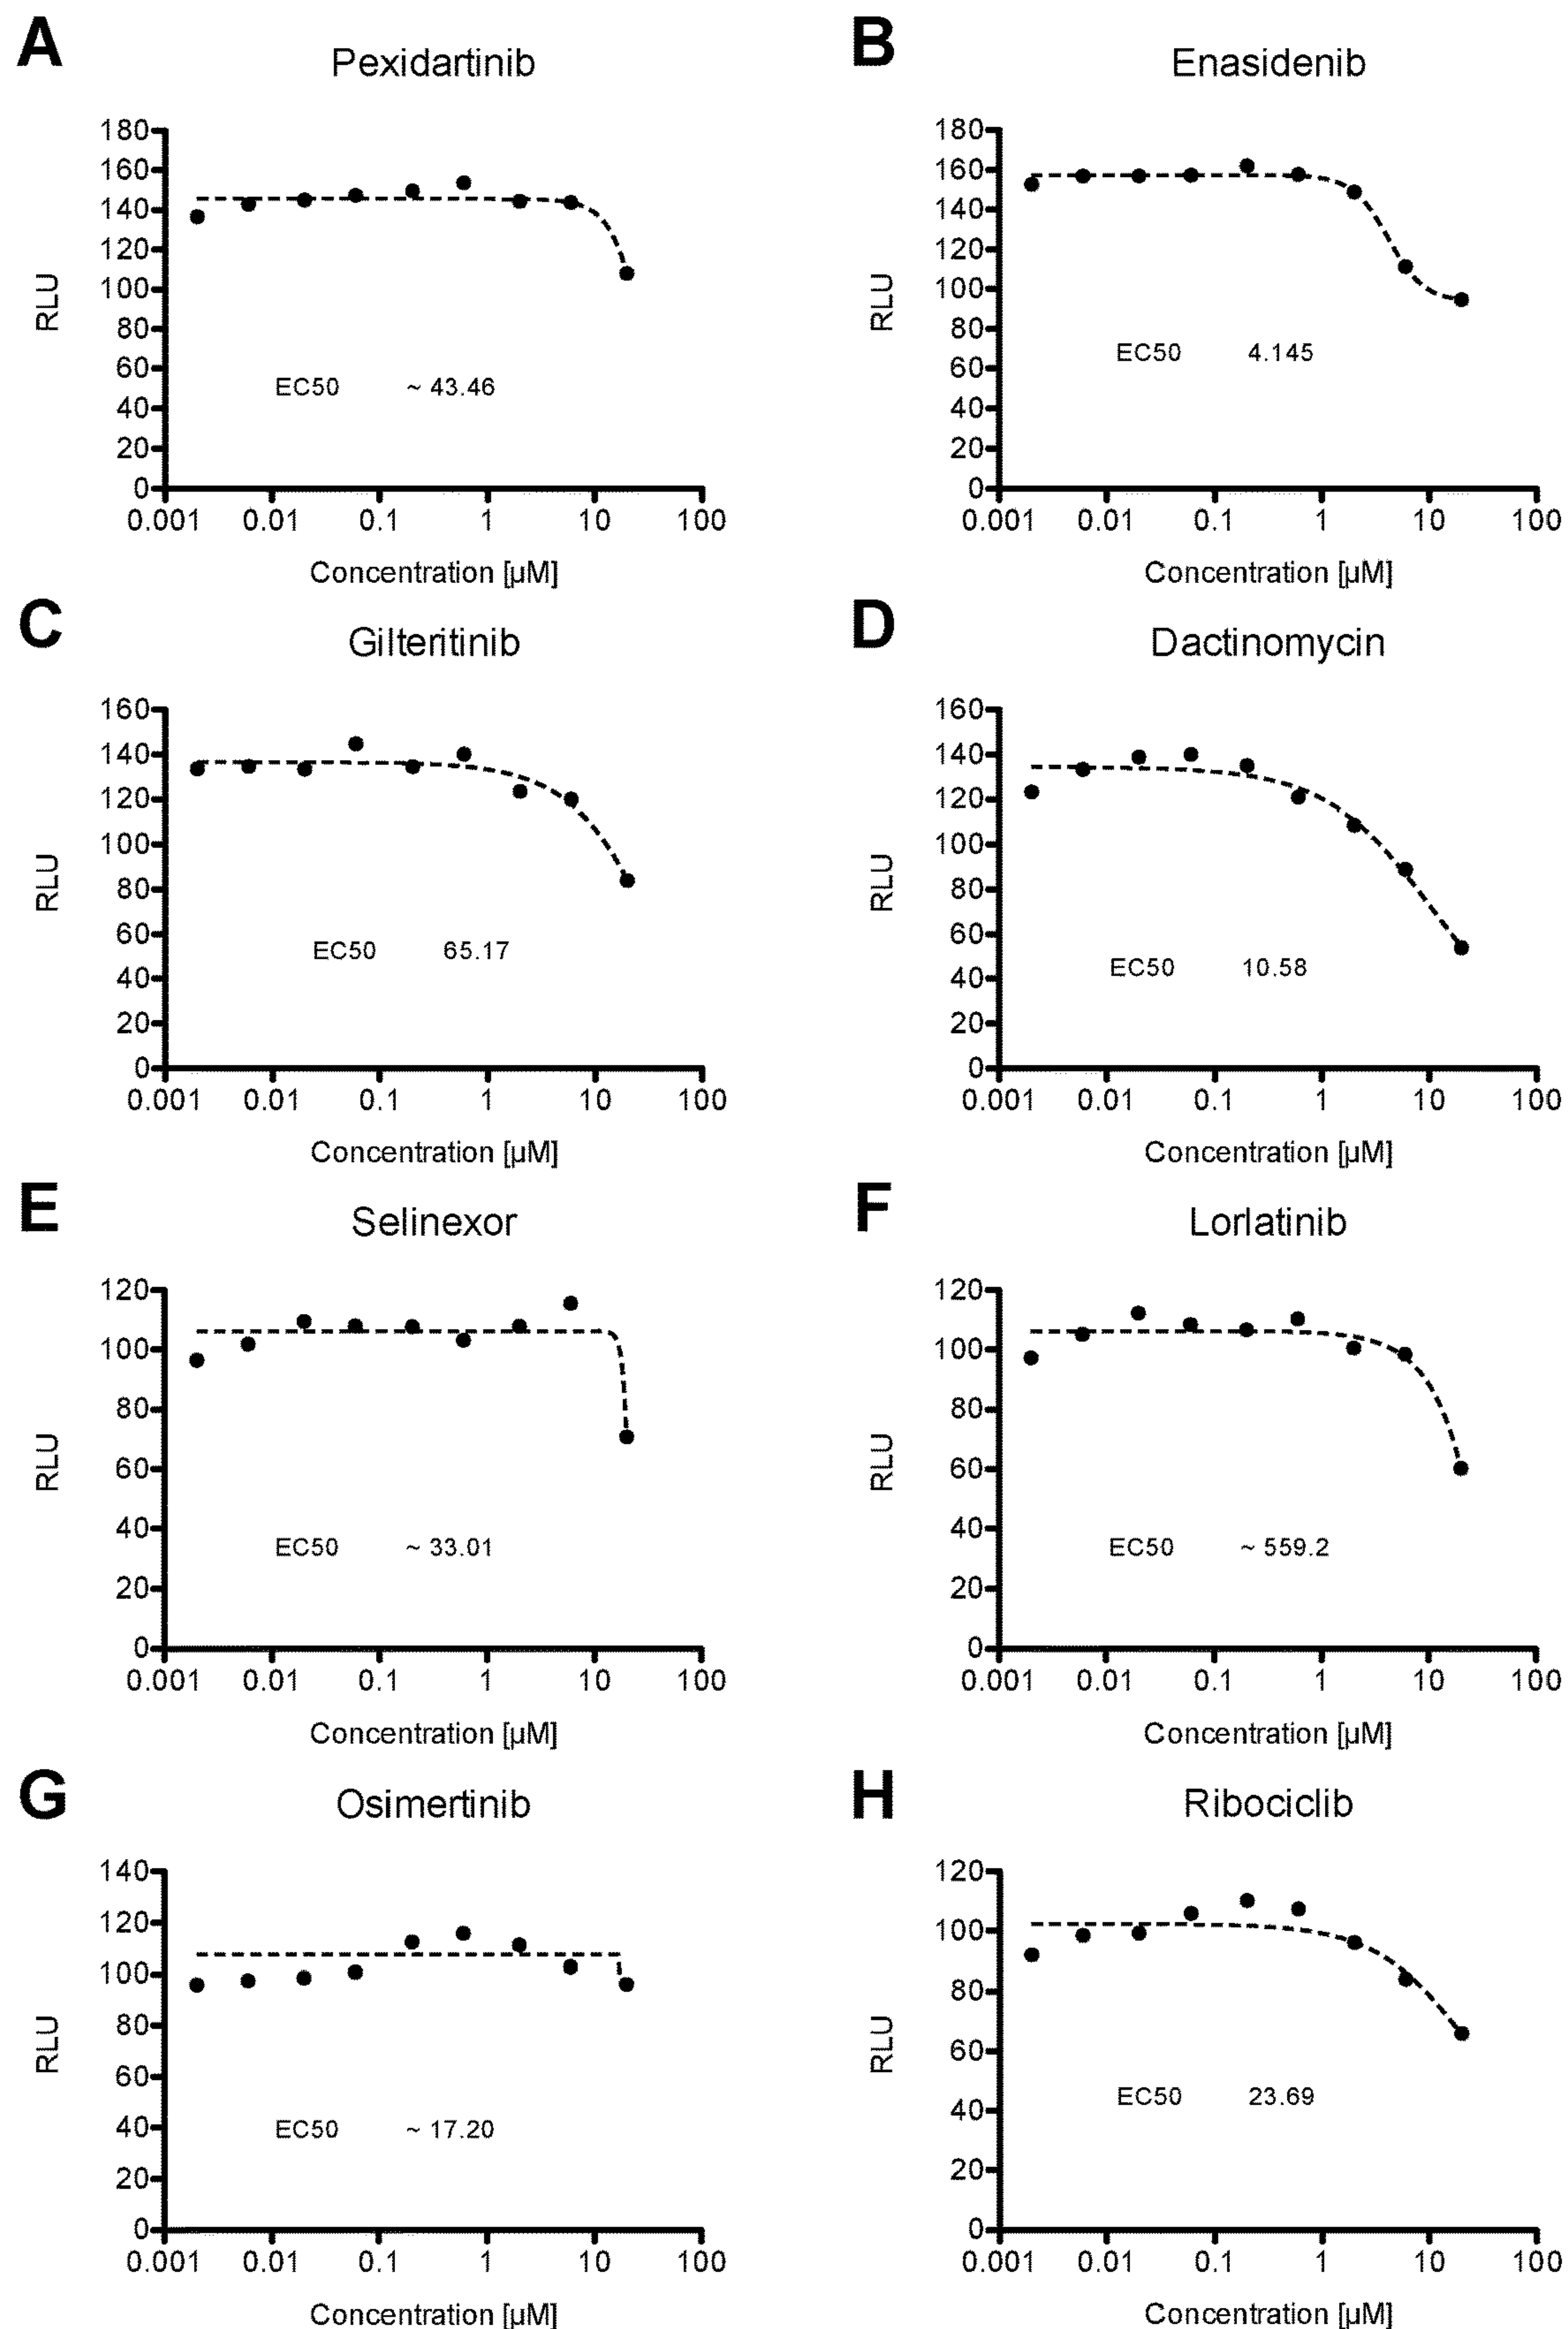 A
Pexidartinib
180
160
140
120
100
80
60
40
20
0
RLU
EC50 ~ 43.46
0.001 0.01 0.1 1 10 100
Concentration [µM]
B
Enasidenib
180
160
140
120
100
80
60
40
20
0
RLU
EC50 4.145
0.001 0.01 0.1 1 10 100
Concentration [µM]
C
Gilteritinib
160
140
120
100
80
60
40
20
0
RLU
EC50 65.17
0.001 0.01 0.1 1 10 100
Concentration [µM]
D
Dactinomycin
160
140
120
100
80
60
40
20
0
RLU
EC50 10.58
0.001 0.01 0.1 1 10 100
Concentration [µM]
E
Selinexor
120
100
80
60
40
20
0
RLU
EC50 ~ 33.01
0.001 0.01 0.1 1 10 100
Concentration [µM]
F
Lorlatinib
120
100
80
60
40
20
0
RLU
EC50 ~ 559.2
0.001 0.01 0.1 1 10 100
Concentration [µM]
G
Osimertinib
140
120
100
80
60
40
20
0
RLU
EC50 ~ 17.20
0.001 0.01 0.1 1 10 100
Concentration [µM]
H
Ribociclib
120
100
80
60
40
20
0
RLU
EC50 23.69
0.001 0.01 0.1 1 10 100
Concentration [µM]